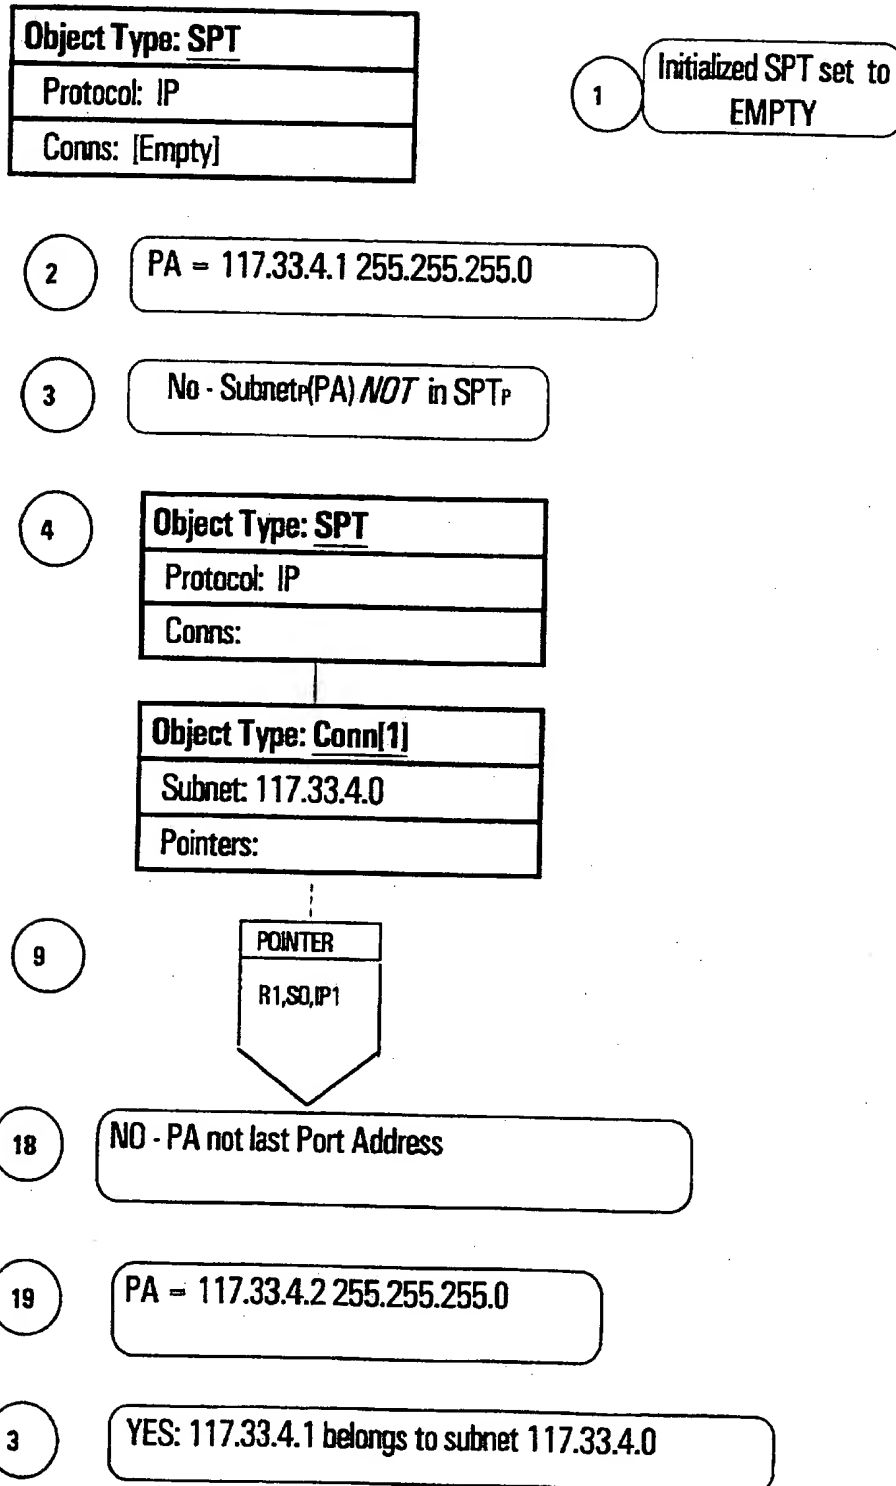 Object Type: SPT
Protocol: IP
Conns: [Empty]
1
Initialized SPT set to
EMPTY
2
PA = 117.33.4.1 255.255.255.0
3
No - SubnetP(PA) NOT in SPTP
4
Object Type: SPT
Protocol: IP
Conns:
Object Type: Conn[1]
Subnet: 117.33.4.0
Pointers:
9
POINTER
R1,S0,IP1
18
NO - PA not last Port Address
19
PA = 117.33.4.2 255.255.255.0
3
YES: 117.33.4.1 belongs to subnet 117.33.4.0